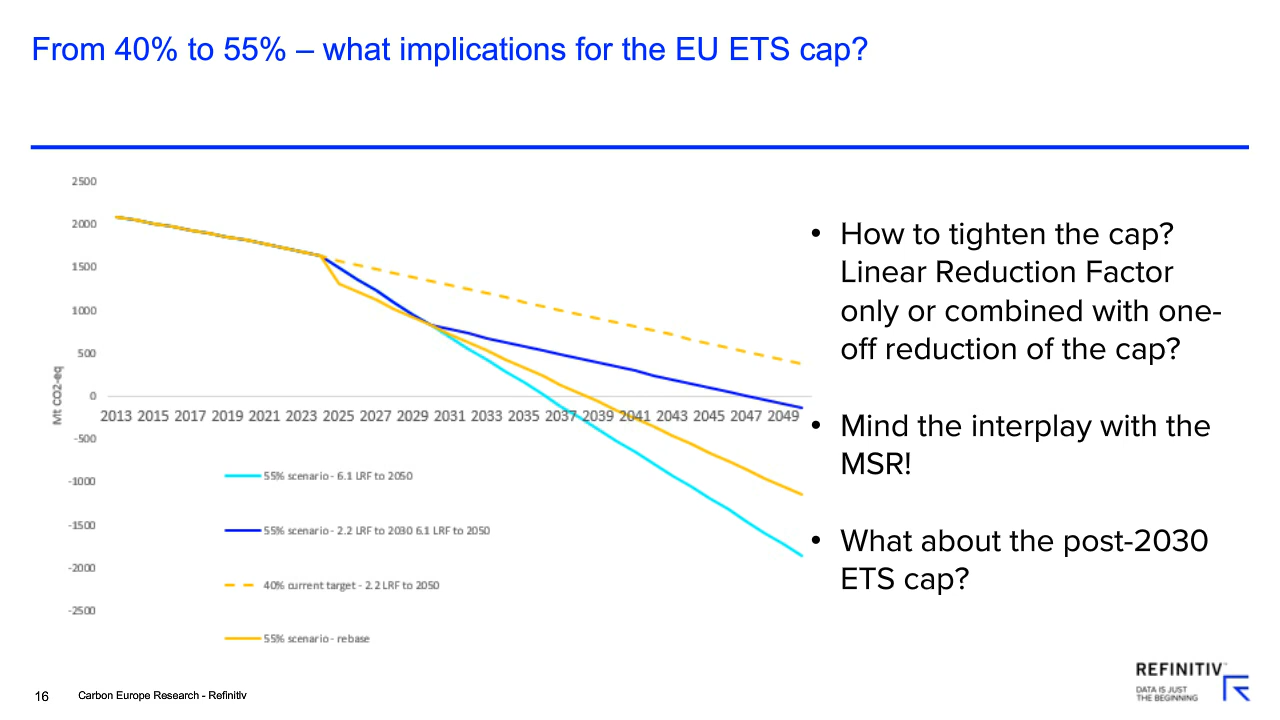 From 40% to 55% – what implications for the EU ETS cap?
2500
2000
1500
1000
500
0
-500
-1000
-1500
-2000
-2500
Mt CO2-eq
2013 2015 2017 2019 2021 2023 2025 2027 2029 2031 2033 2035 2037 2039 2041 2043 2045 2047 2049
55% scenario - 6.1 LRF to 2050
55% scenario - 2.2 LRF to 2030 6.1 LRF to 2050
40% current target - 2.2 LRF to 2050
55% scenario - rebase
• How to tighten the cap?
Linear Reduction Factor
only or combined with one-
off reduction of the cap?
• Mind the interplay with the
MSR!
• What about the post-2030
ETS cap?
16 Carbon Europe Research - Refinitiv
REFINITIV
DATA IS JUST
THE BEGINNING